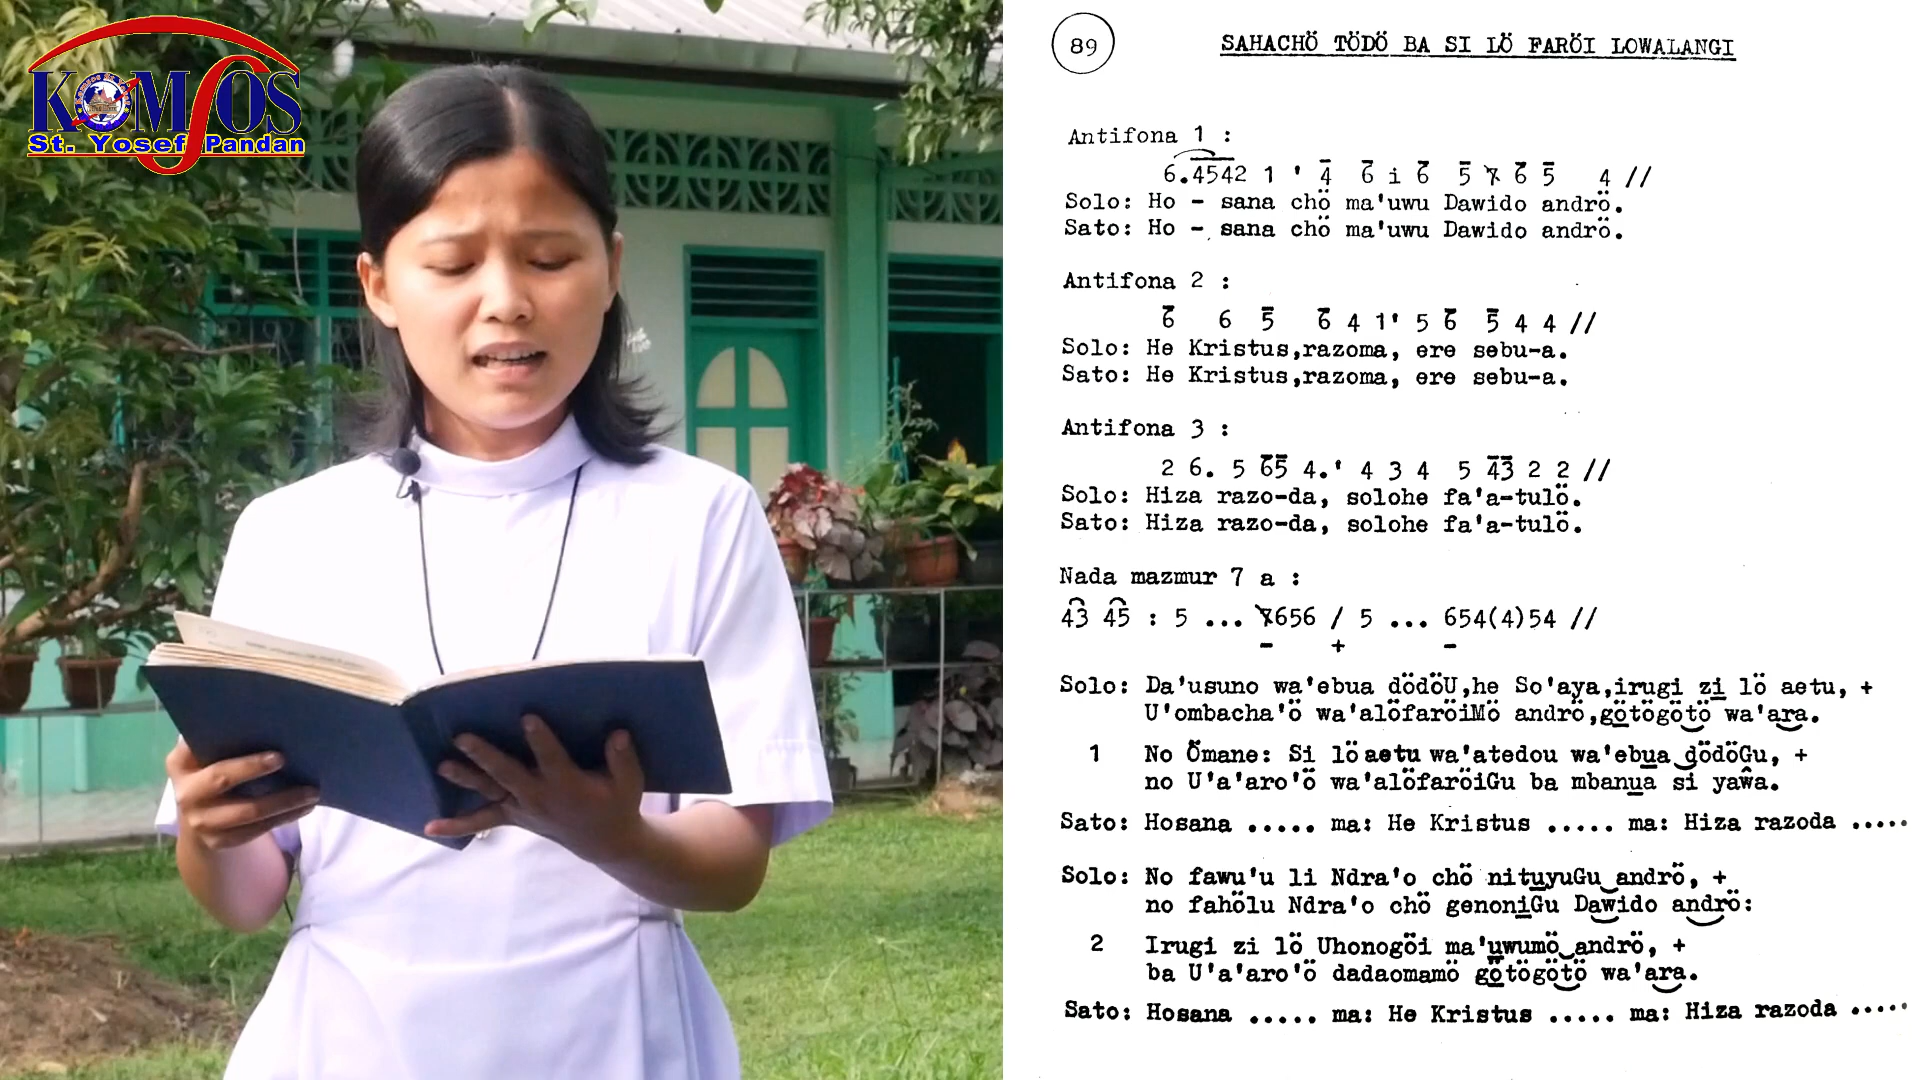 KOMSOS
St. Yosef Pandan
89
SAHACHÖ TÖDÖ BA SI LÖ FARÖI LOWALANGI
Antifona 1 :
6.4542 1 ' 4 6 i 6 5 7 6 5 4 //
Solo: Ho - sana chö ma'uwu Dawido andrö.
Sato: Ho - sana chö ma'uwu Dawido andrö.
Antifona 2 :
6 6 5 6 4 1' 5 6 5 4 4 //
Solo: He Kristus,razoma, ere sebu-a.
Sato: He Kristus,razoma, ere sebu-a.
Antifona 3 :
2 6. 5 65 4.' 4 3 4 5 43 2 2 //
Solo: Hiza razo-da, solohe fa'a-tulö.
Sato: Hiza razo-da, solohe fa'a-tulö.
Nada mazmur 7 a :
43 45 : 5 ... 7656 / 5 ... 654(4)54 //
- + -
Solo: Da'usuno wa'ebua dödöU,he So'aya,irugi zi lö aetu, +
U'ombacha'ö wa'alöfaröiMö andrö,götögötö wa'ara.
1 No Ömane: Si lö aetu wa'atedou wa'ebua dödöGu, +
no U'a'aro'ö wa'alöfaröiGu ba mbanua si yaŵa.
Sato: Hosana ..... ma: He Kristus ..... ma: Hiza razoda .....
Solo: No fawu'u li Ndra'o chö nituyuGu andrö, +
no fahölu Ndra'o chö genoniGu Dawido andrö:
2 Irugi zi lö Uhonogöi ma'uwumö andrö, +
ba U'a'aro'ö dadaomamö götögötö wa'ara.
Sato: Hosana ..... ma: He Kristus ..... ma: Hiza razoda .....